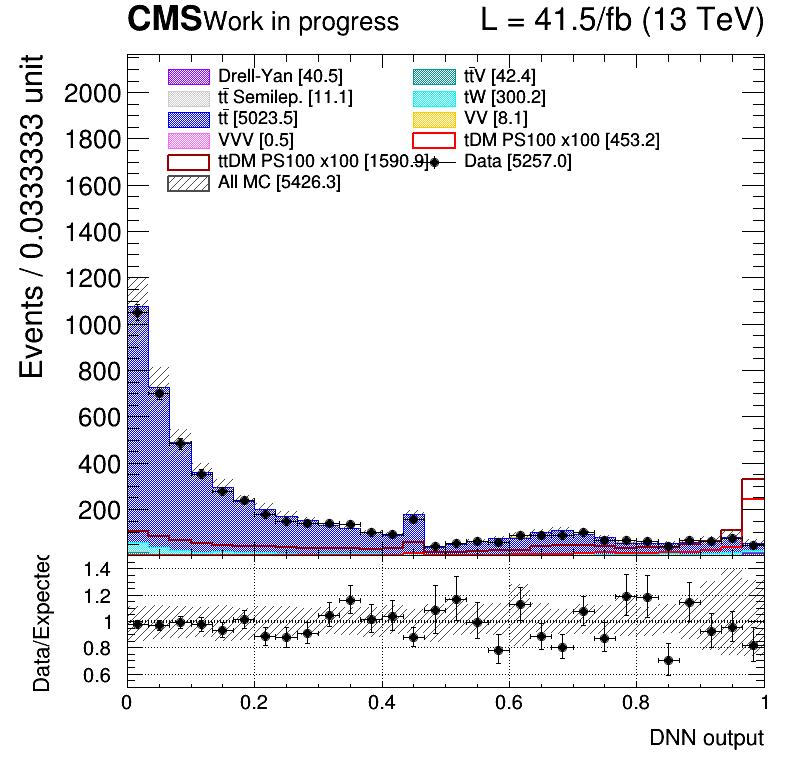 CMS Work in progress L = 41.5/fb (13 TeV)
Events / 0.0333333 unit
Drell-Yan [40.5] tt̄V [42.4]
tt̄ Semilep. [11.1] tW [300.2]
tt̄ [5023.5] VV [8.1]
VVV [0.5] tDM PS100 x100 [453.2]
ttDM PS100 x100 [1590.9] Data [5257.0]
All MC [5426.3]
2000
1800
1600
1400
1200
1000
800
600
400
200
Data/Expected
1.4
1.2
1
0.8
0.6
0 0.2 0.4 0.6 0.8 1
DNN output